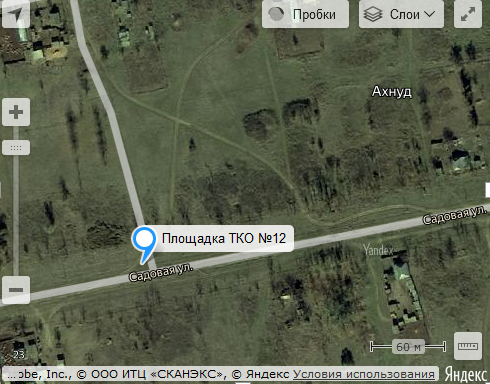 Пробки
Слои
Ахнуд
Садовая ул.
Площадка ТКО №12
Садовая ул.
Yandex
60 м
23
...obe, Inc., © ООО ИТЦ «СКАНЭКС», © Яндекс Условия использования
Яндекс